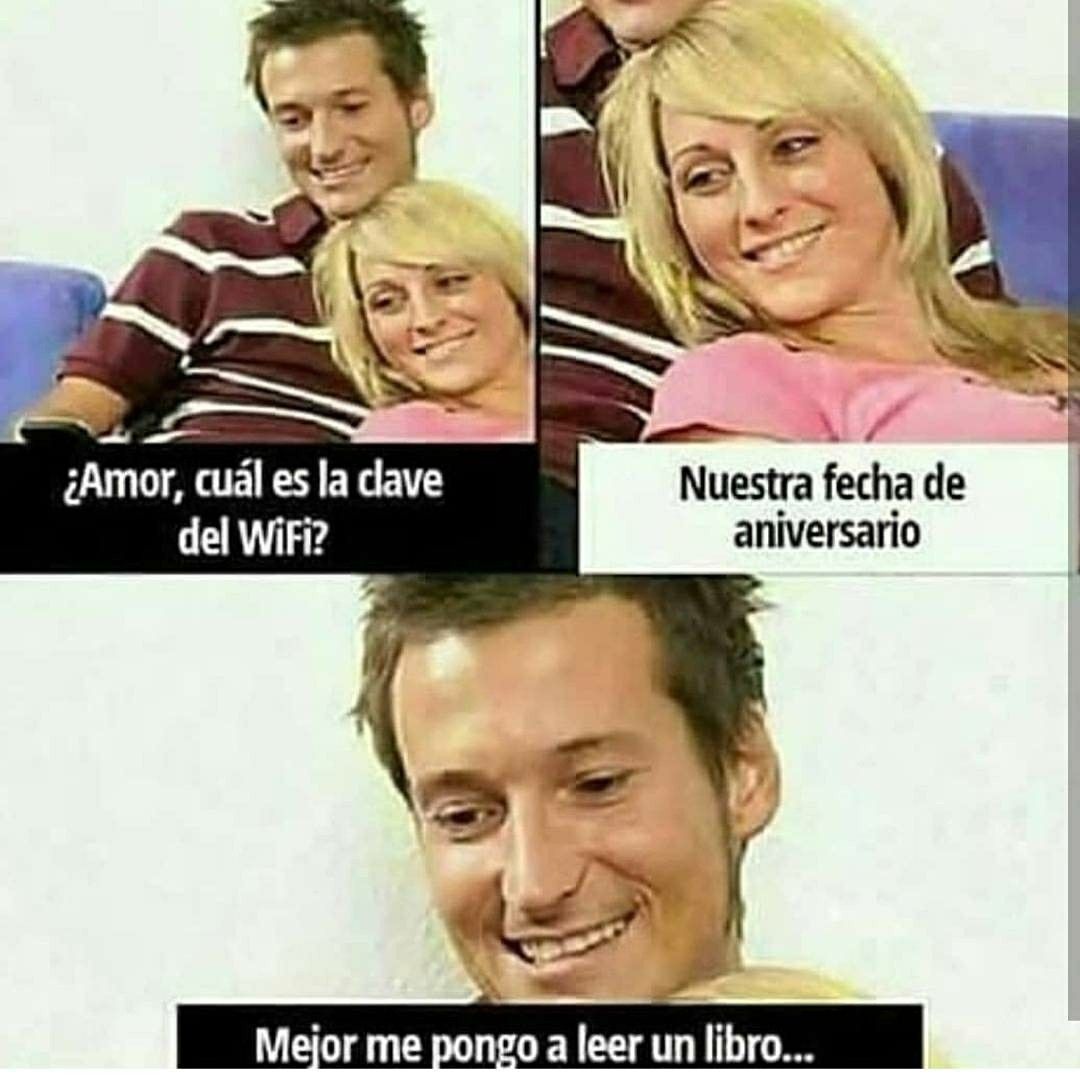 ¿Amor, cuál es la clave
del WiFi?
Nuestra fecha de
aniversario
Mejor me pongo a leer un libro...